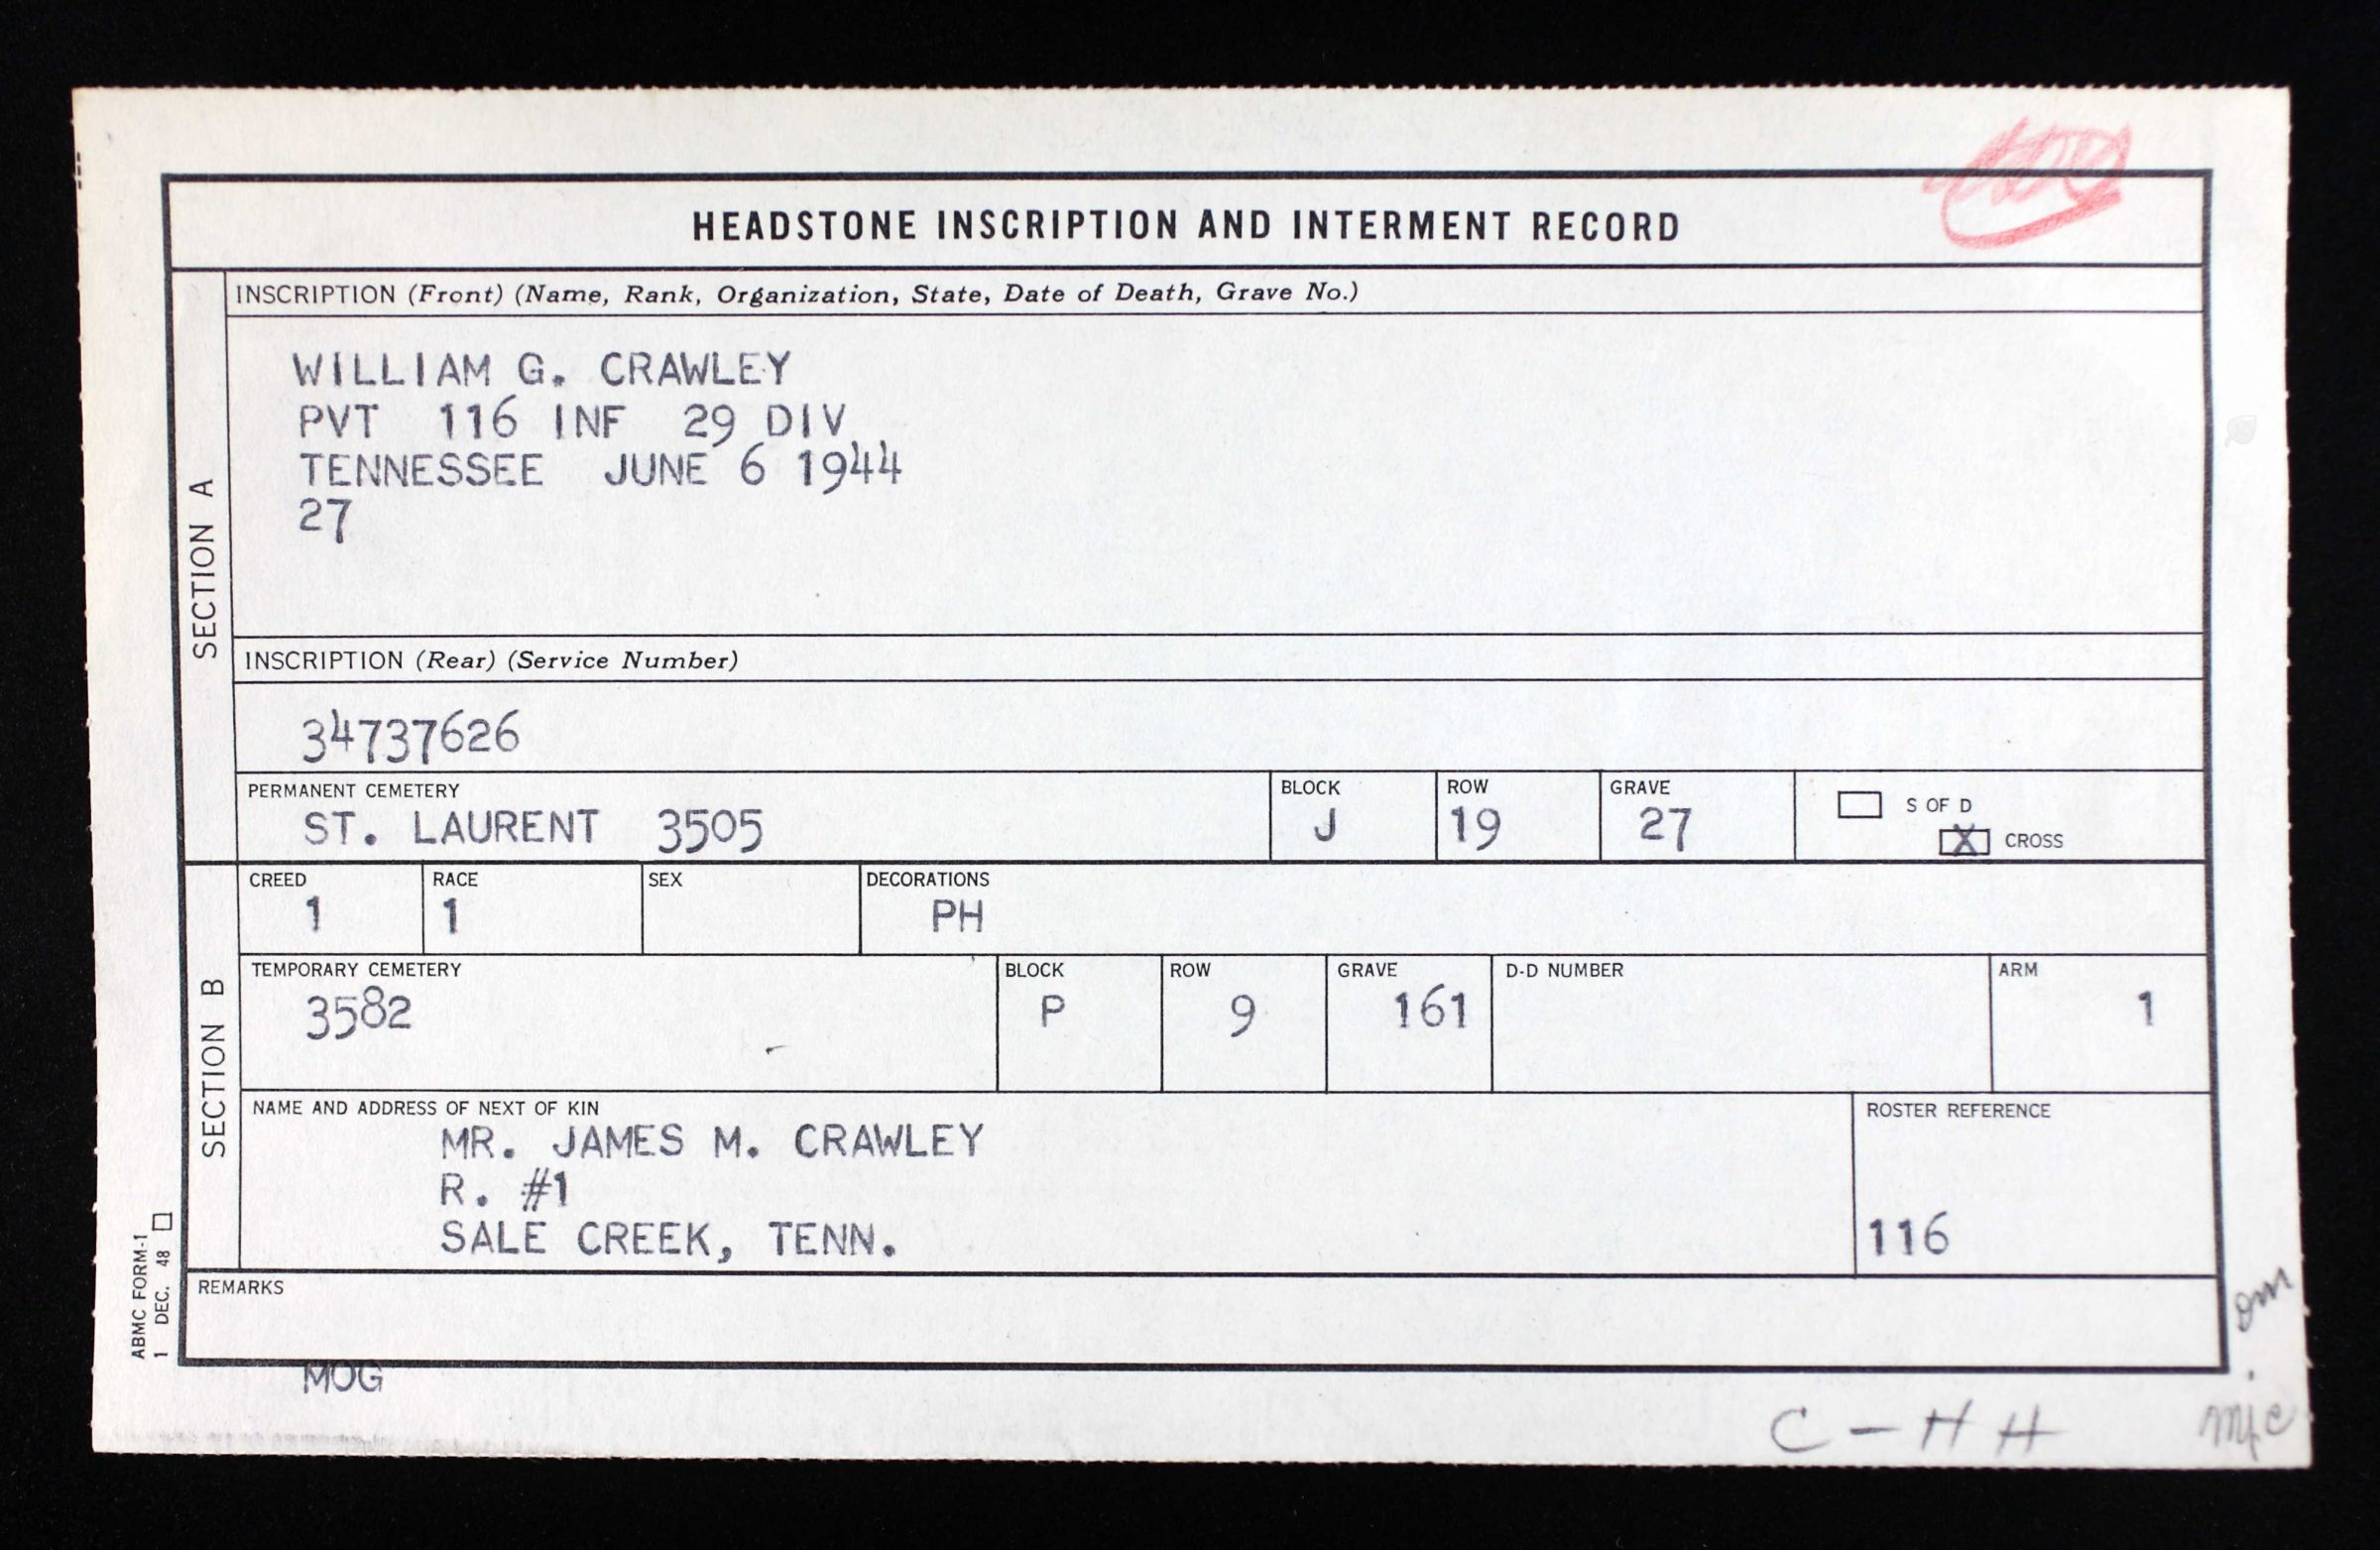 HEADSTONE INSCRIPTION AND INTERMENT RECORD
SECTION A
INSCRIPTION (Front) (Name, Rank, Organization, State, Date of Death, Grave No.)
WILLIAM G. CRAWLEY
PVT 116 INF 29 DIV
TENNESSEE JUNE 6 1944
27
INSCRIPTION (Rear) (Service Number)
34737626
PERMANENT CEMETERY BLOCK ROW GRAVE
ST. LAURENT 3505 J 19 27
S OF D
X CROSS
SECTION B
CREED RACE SEX DECORATIONS
1 1 PH
TEMPORARY CEMETERY BLOCK ROW GRAVE D-D NUMBER ARM
3582 P 9 161 1
NAME AND ADDRESS OF NEXT OF KIN ROSTER REFERENCE
MR. JAMES M. CRAWLEY
R. #1
SALE CREEK, TENN. 116
REMARKS
ABMC FORM-1
1 DEC. 48
MOG
C - H H